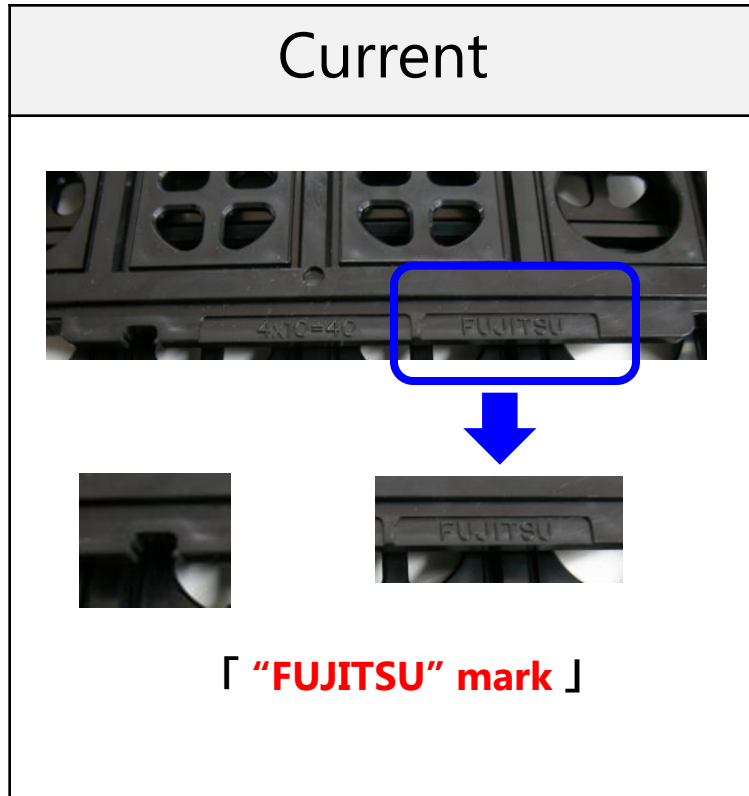 Current
4x10=40
FUJITSU
FUJITSU
「 “FUJITSU” mark 」